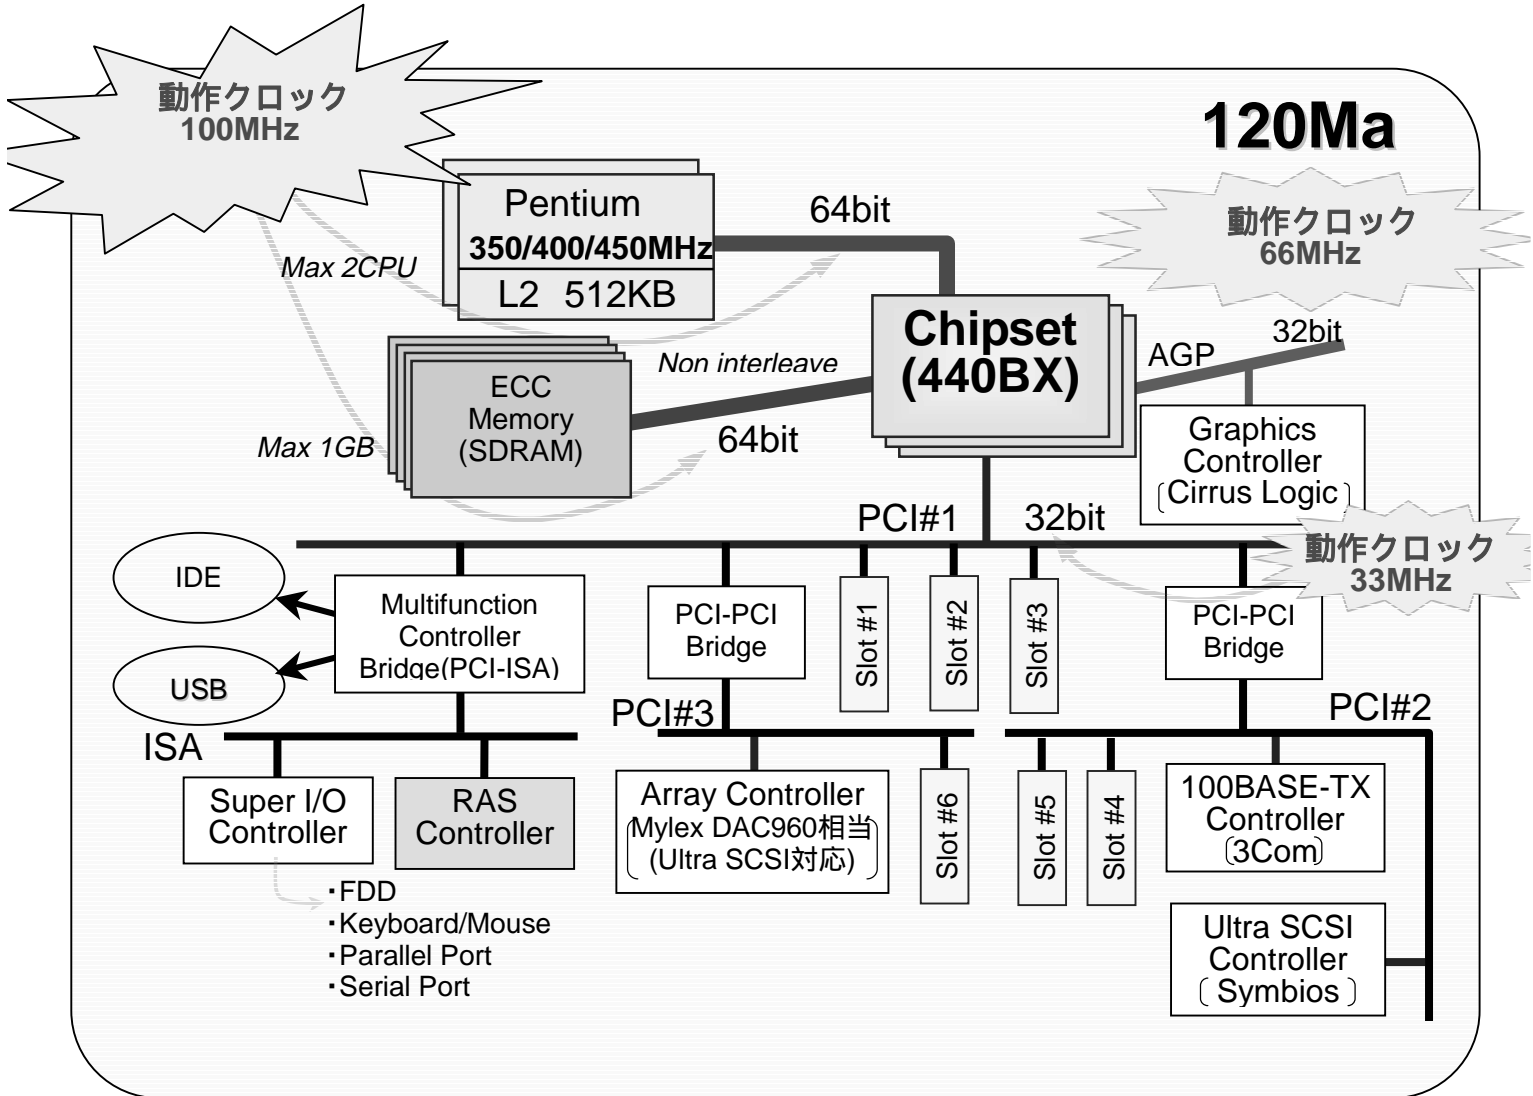 動作クロック
100MHz
120Ma
Pentium
350/400/450MHz
L2 512KB
Max 2CPU
64bit
動作クロック
66MHz
Chipset
(440BX)
Non interleave
AGP
32bit
ECC
Memory
(SDRAM)
Max 1GB
64bit
Graphics
Controller
(Cirrus Logic)
PCI#1
32bit
動作クロック
33MHz
IDE
USB
Multifunction
Controller
Bridge(PCI-ISA)
PCI-PCI
Bridge
Slot #1
Slot #2
Slot #3
PCI-PCI
Bridge
ISA
PCI#3
PCI#2
Super I/O
Controller
RAS
Controller
Array Controller
Mylex DAC960相当
(Ultra SCSI対応)
Slot #6
Slot #5
Slot #4
100BASE-TX
Controller
(3Com)
・FDD
・Keyboard/Mouse
・Parallel Port
・Serial Port
Ultra SCSI
Controller
( Symbios )